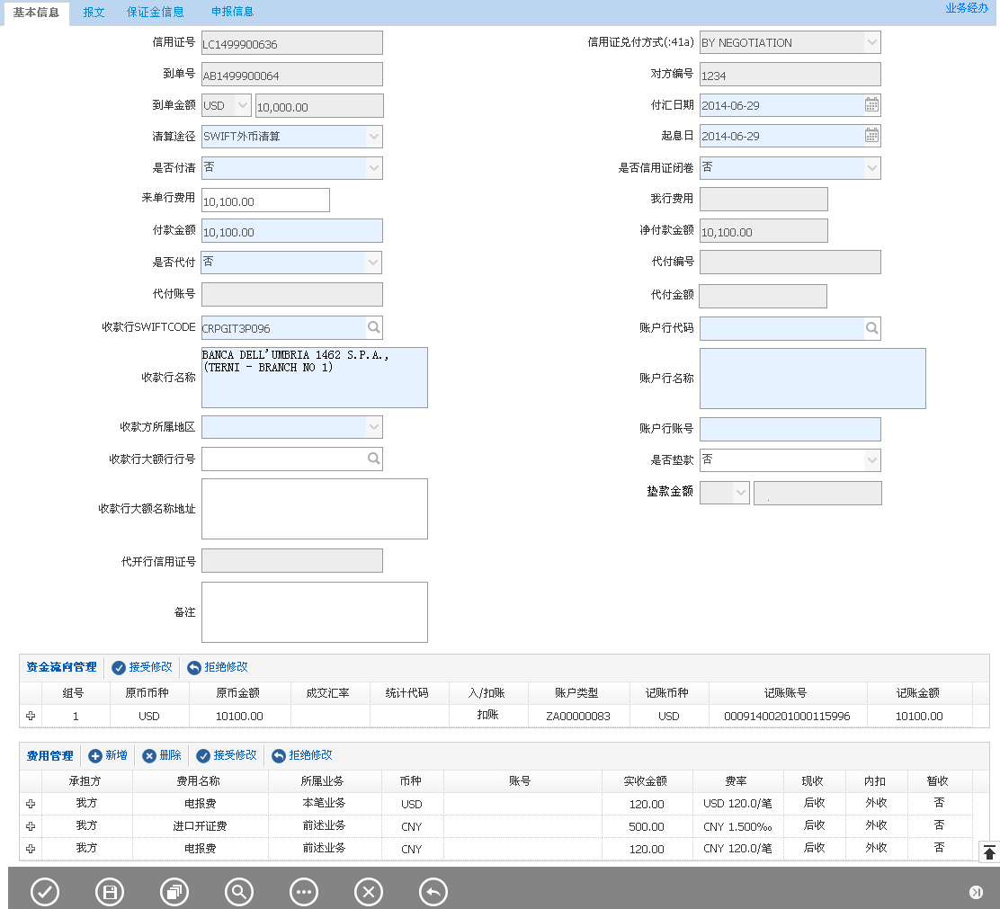 基本信息 报文 保证金信息 申报信息 业务经办
信用证号 LC1499900636 信用证兑付方式(:41a) BY NEGOTIATION
到单号 AB1499900064 对方编号 1234
到单金额 USD 10,000.00 付汇日期 2014-06-29
清算途径 SWIFT外币清算 起息日 2014-06-29
是否付清 否 是否信用证闭卷 否
来单行费用 10,100.00 我行费用
付款金额 10,100.00 净付款金额 10,100.00
是否代付 否 代付编号
代付账号 代付金额
收款行SWIFTCODE CRPGIT3P096 账户行代码
收款行名称 BANCA DELL'UMBRIA 1462 S.P.A.,
(TERNI - BRANCH NO 1) 账户行名称
收款方所属地区 账户行账号
收款行大额行行号 是否垫款 否
垫款金额 .
收款行大额名称地址
代开行信用证号
备注
资金流向管理 接受修改 拒绝修改
组号 原币币种 原币金额 成交汇率 统计代码 入/扣账 账户类型 记账币种 记账账号 记账金额
1 USD 10100.00 扣账 ZA00000083 USD 00091400201000115996 10100.00
费用管理 新增 删除 接受修改 拒绝修改
承担方 费用名称 所属业务 币种 账号 实收金额 费率 现收 内扣 暂收
我方 电报费 本笔业务 USD 120.00 USD 120.0/笔 后收 外收 否
我方 进口开证费 前述业务 CNY 500.00 CNY 1.500‰ 后收 外收 否
我方 电报费 前述业务 CNY 120.00 CNY 120.0/笔 后收 外收 否